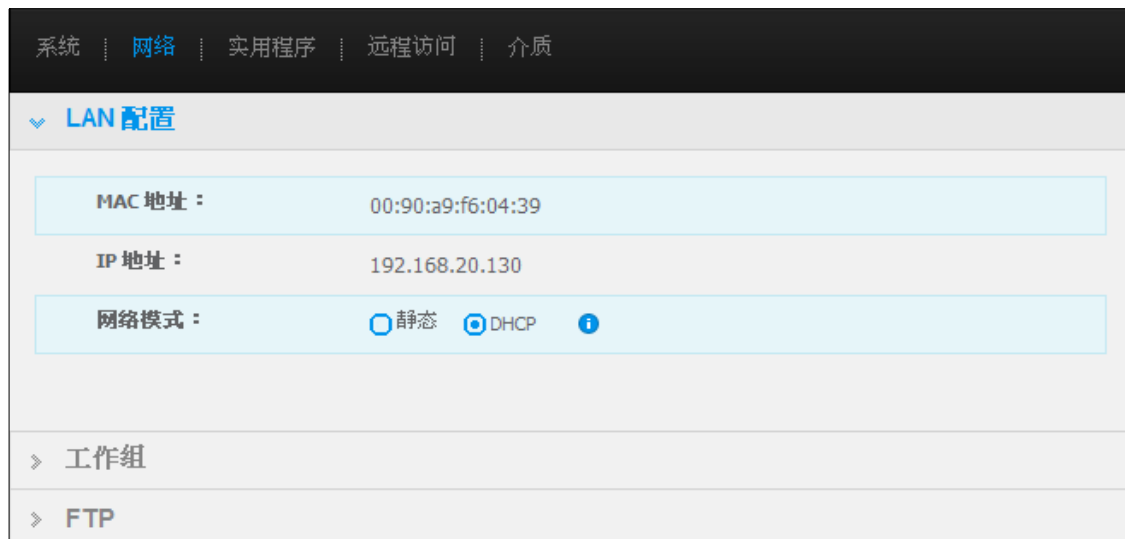 系统 网络 实用程序 远程访问 介质
LAN 配置
MAC 地址： 00:90:a9:f6:04:39
IP 地址： 192.168.20.130
网络模式： 静态 DHCP
工作组
FTP